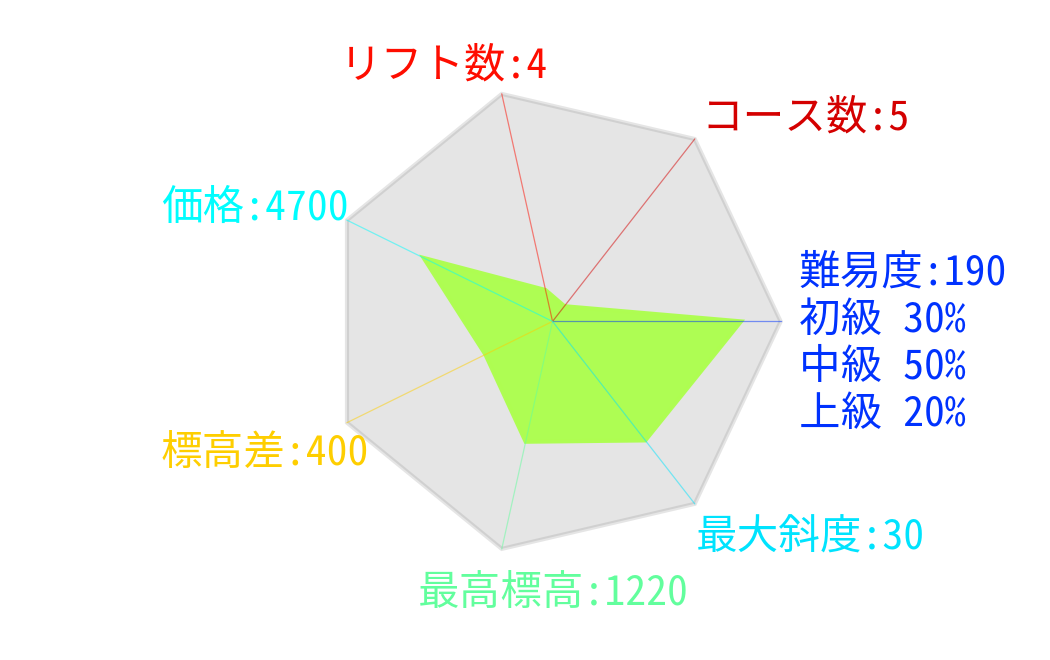 リフト数:4
コース数:5
価格:4700
難易度:190
初級 30%
中級 50%
上級 20%
標高差:400
最大斜度:30
最高標高:1220